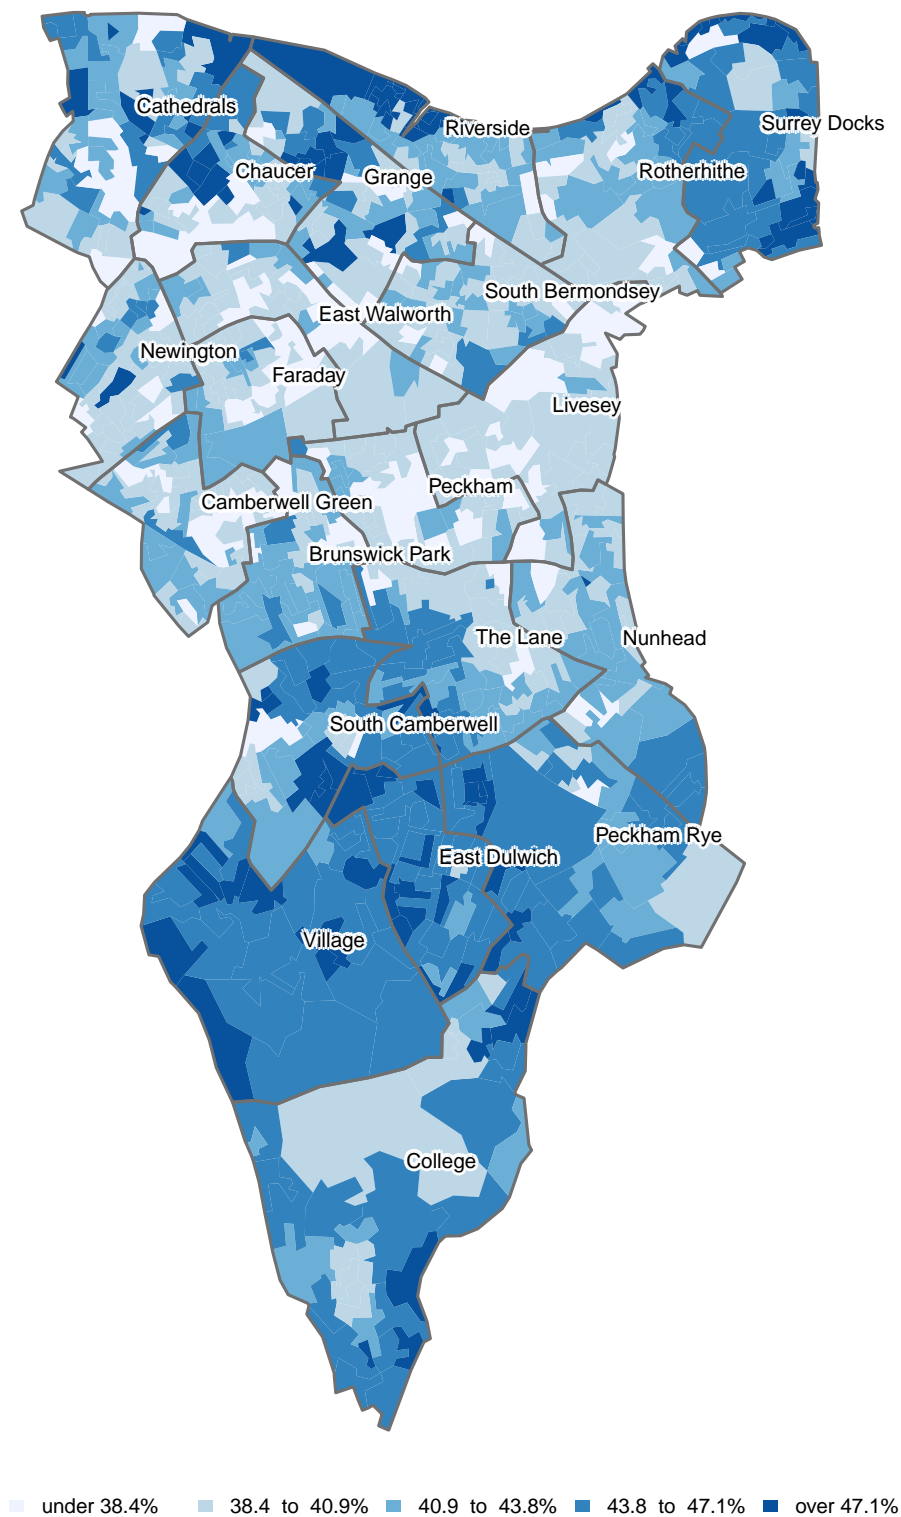 Cathedrals
Riverside
Surrey Docks
Chaucer
Grange
Rotherhithe
South Bermondsey
East Walworth
Newington
Faraday
Livesey
Peckham
Camberwell Green
Brunswick Park
The Lane
Nunhead
South Camberwell
Peckham Rye
East Dulwich
Village
College
under 38.4% 38.4 to 40.9% 40.9 to 43.8% 43.8 to 47.1% over 47.1%